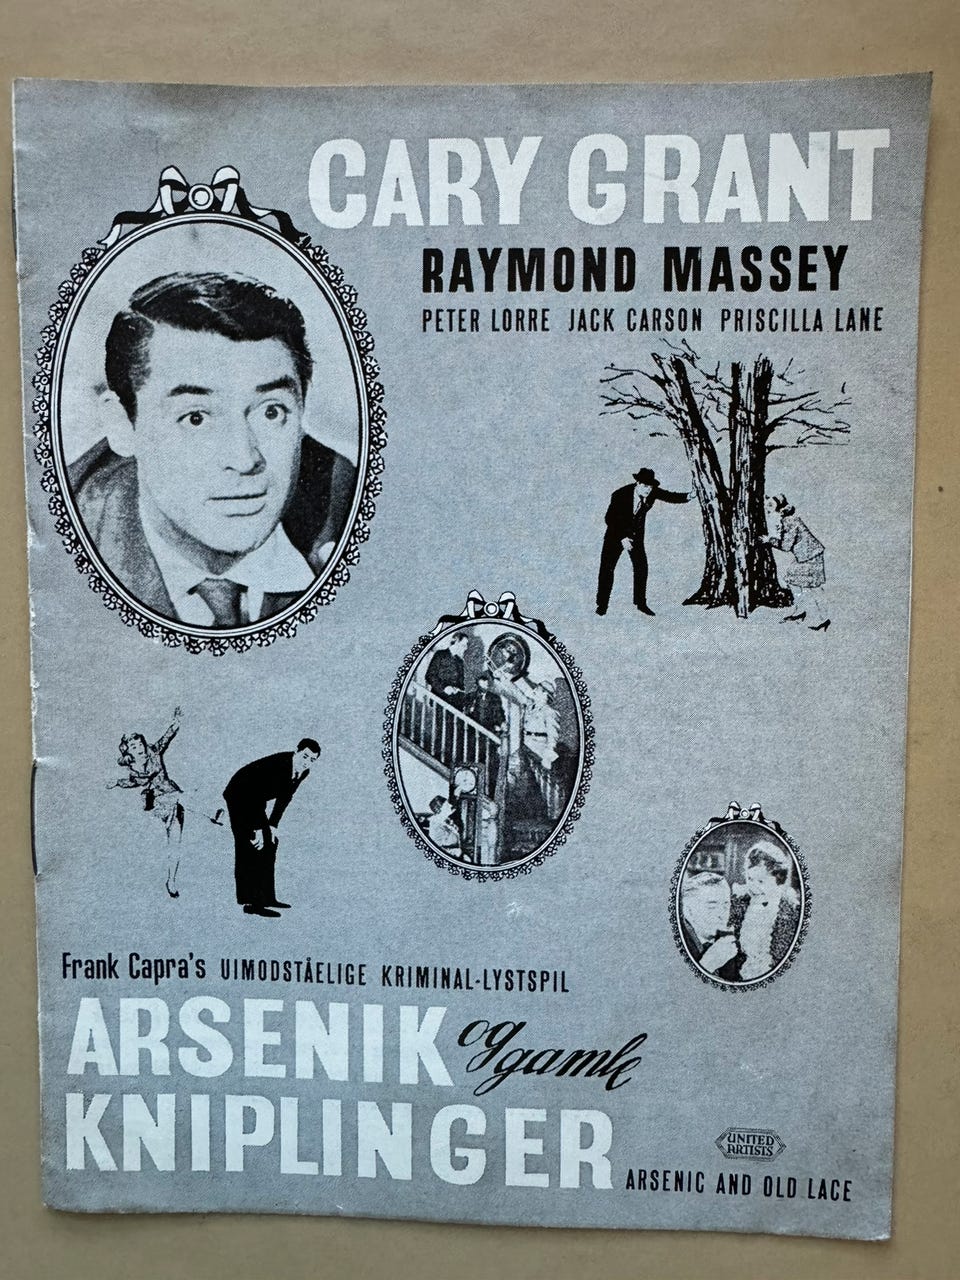 CARY GRANT
RAYMOND MASSEY
PETER LORRE JACK CARSON PRISCILLA LANE
Frank Capra's UIMODSTÅELIGE KRIMINAL-LYSTSPIL
ARSENIK og gamle
KNIPLINGER
UNITED
ARTISTS
ARSENIC AND OLD LACE